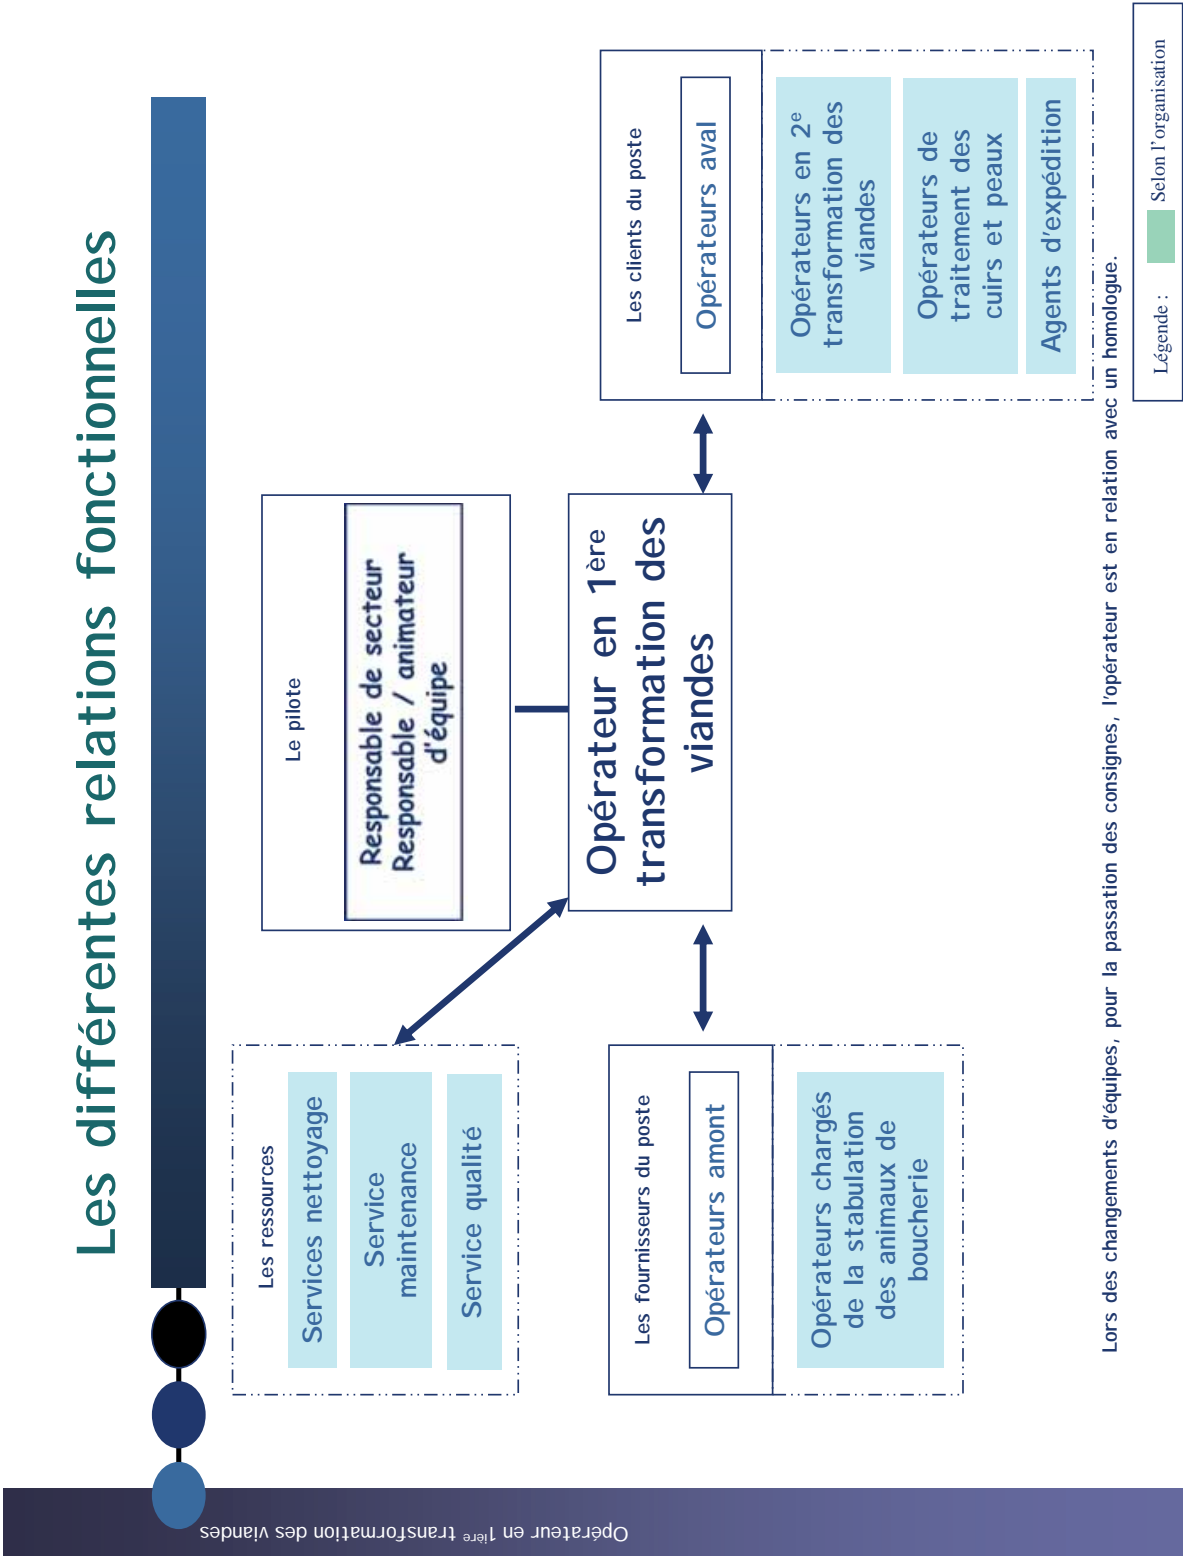 Les différentes relations fonctionnelles
Le pilote
Responsable de secteur
Responsable / animateur
d'équipe
Les ressources
Services nettoyage
Service
maintenance
Service qualité
Opérateur en 1ère
transformation des
viandes
Les fournisseurs du poste
Opérateurs amont
Opérateurs chargés
de la stabulation
des animaux de
boucherie
Les clients du poste
Opérateurs aval
Opérateurs en 2e
transformation des
viandes
Opérateurs de
traitement des
cuirs et peaux
Agents d'expédition
Lors des changements d'équipes, pour la passation des consignes, l'opérateur est en relation avec un homologue.
Légende : Selon l'organisation
Opérateur en 1ière transformation des viandes